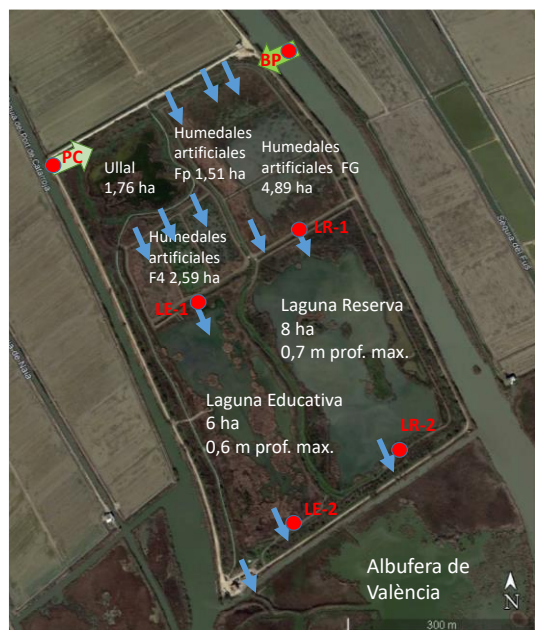 BP
PC
Humedales
artificiales
Fp 1,51 ha
Humedales
artificiales FG
4,89 ha
Ullal
1,76 ha
LR-1
Humedales
artificiales
F4 2,59 ha
LE-1
Laguna Reserva
8 ha
0,7 m prof. max.
Laguna Educativa
6 ha
0,6 m prof. max.
LR-2
LE-2
Albufera de
València
N
300 m